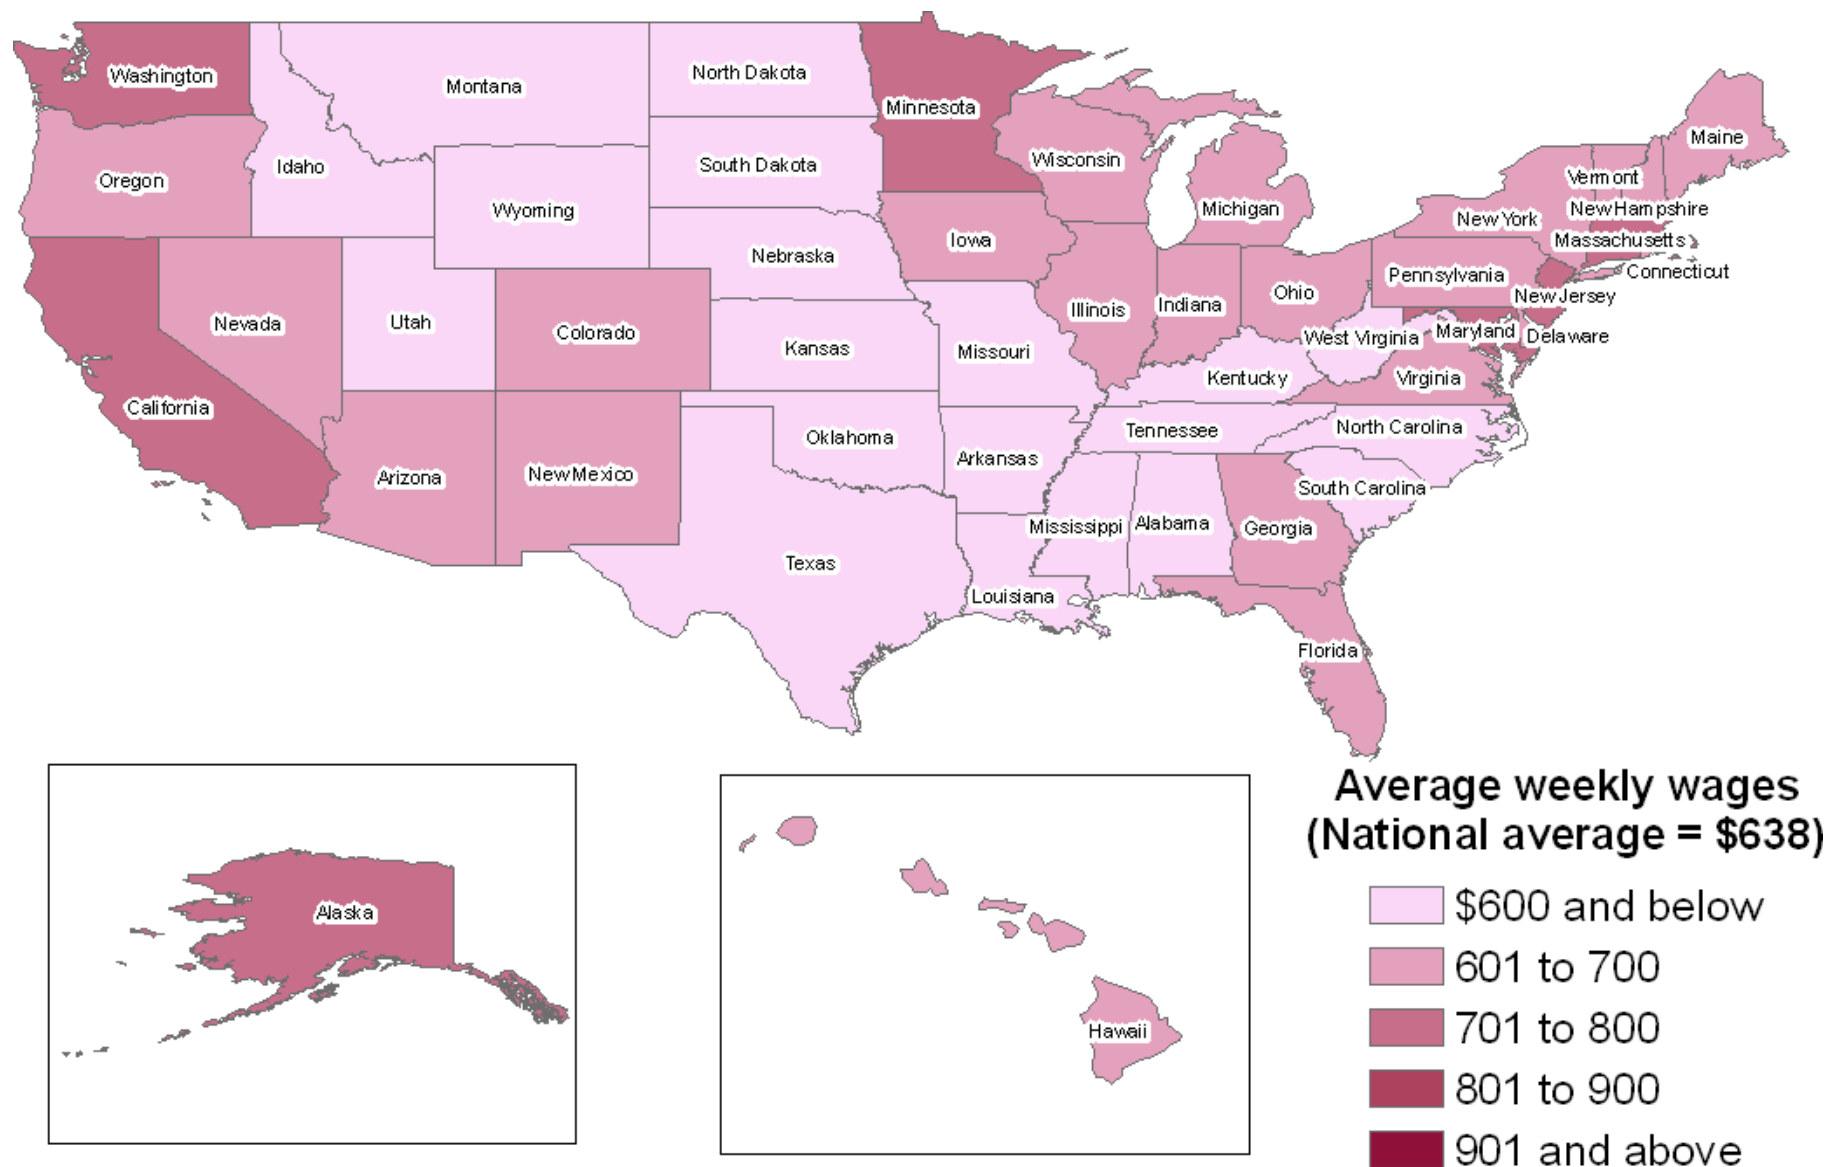 Washington
Montana
North Dakota
Minnesota
Maine
Oregon
Idaho
South Dakota
Wisconsin
Vermont
Wyoming
Michigan
New York
New Hampshire
Iowa
Massachusetts
Nebraska
Pennsylvania
Connecticut
Nevada
Utah
Colorado
Illinois
Indiana
Ohio
New Jersey
Kansas
Missouri
West Virginia
Maryland
Delaware
California
Kentucky
Virginia
Oklahoma
Tennessee
North Carolina
Arizona
New Mexico
Arkansas
South Carolina
Mississippi
Alabama
Georgia
Texas
Louisiana
Florida
Alaska
Hawaii
Average weekly wages
(National average = $638)
$600 and below
601 to 700
701 to 800
801 to 900
901 and above